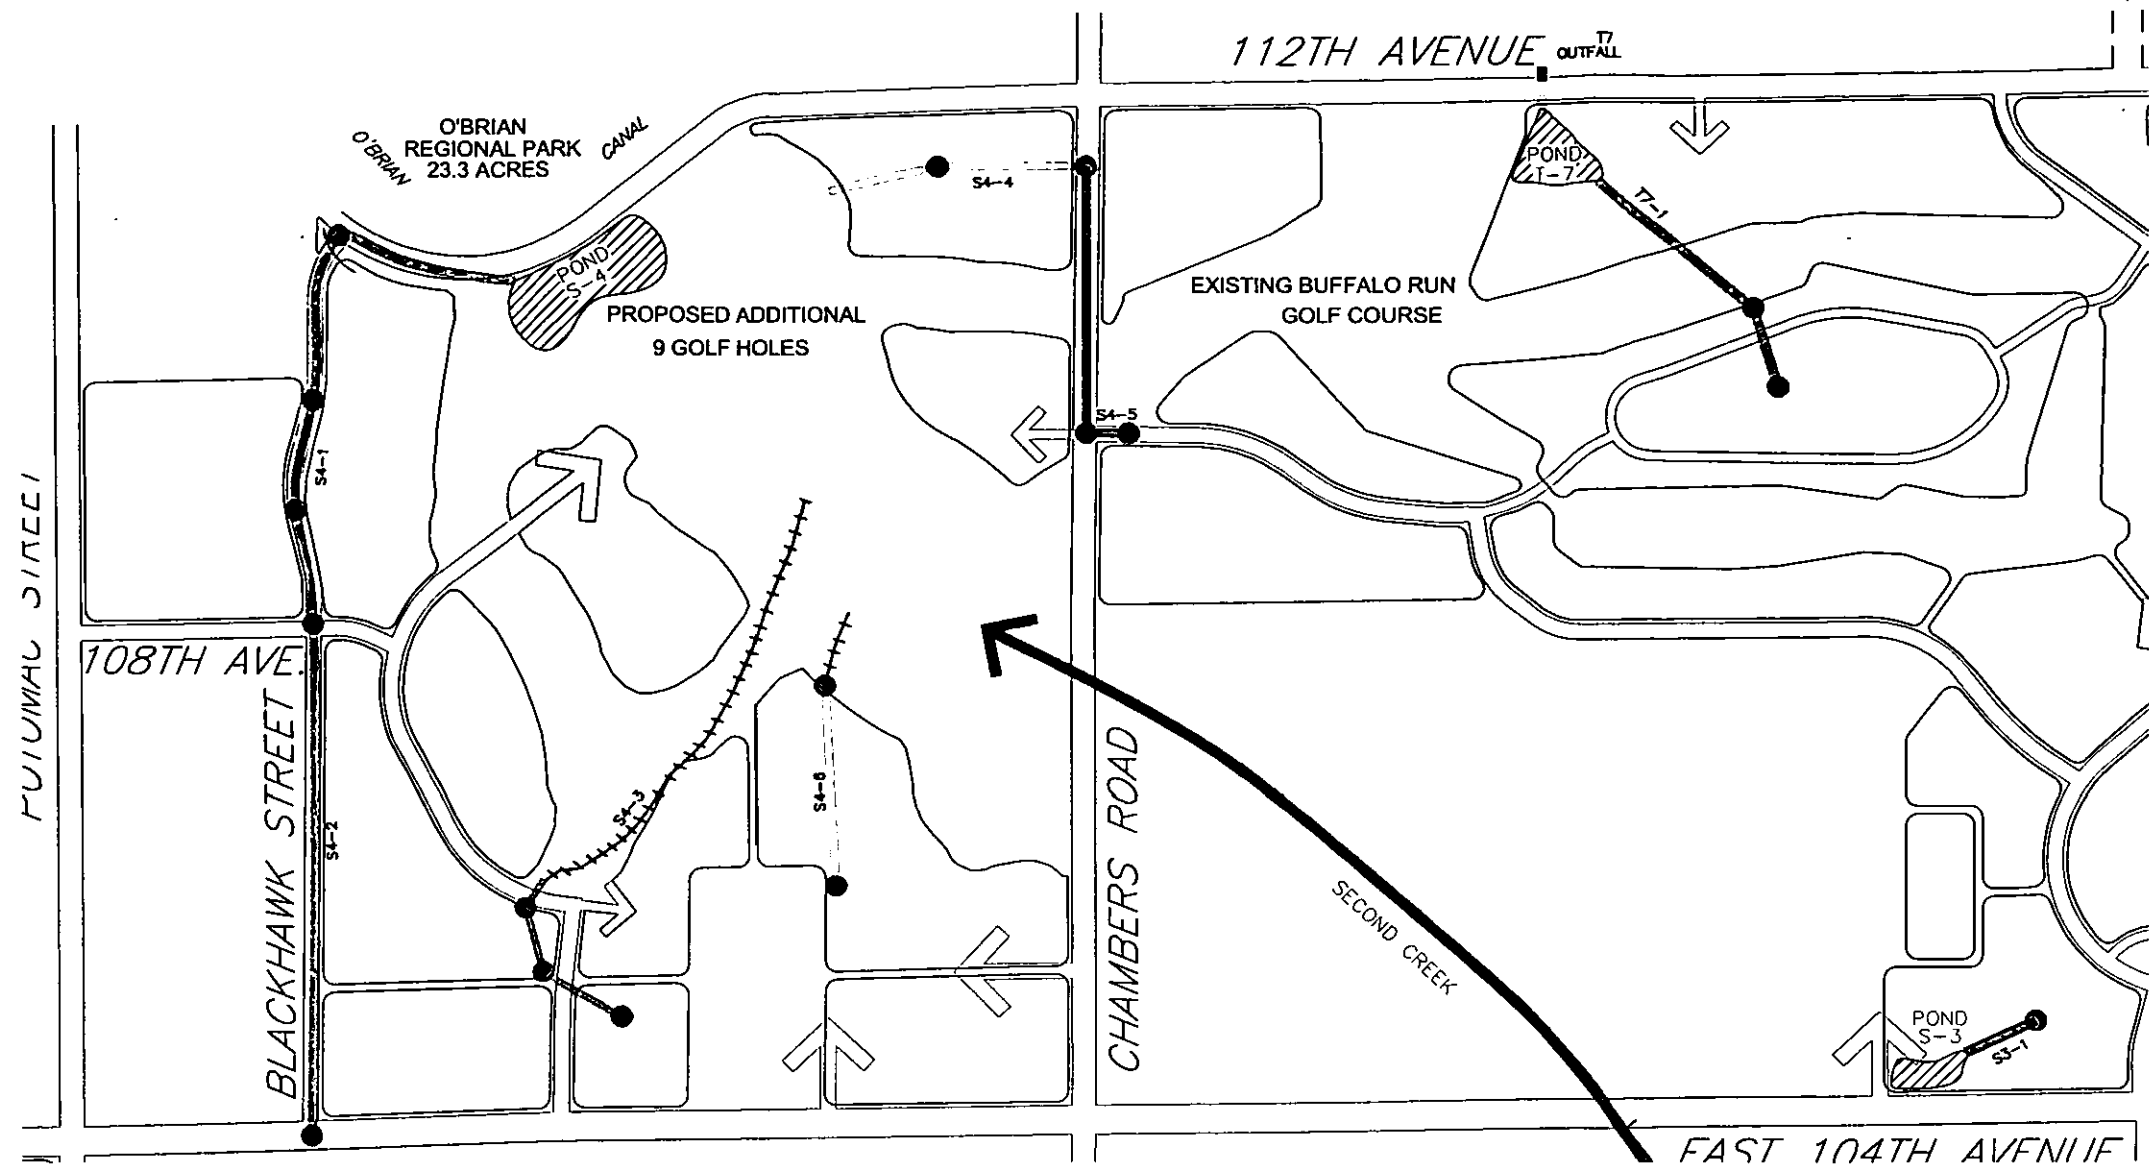 112TH AVENUE
T7
OUTFALL
O'BRIAN
REGIONAL PARK
23.3 ACRES
O'BRIAN
CANAL
POND
T-7
T7-1
S4-4
POND
S-4
PROPOSED ADDITIONAL
9 GOLF HOLES
EXISTING BUFFALO RUN
GOLF COURSE
S4-5
S4-1
POTOMAC STREET
108TH AVE.
BLACKHAWK STREET
S4-2
S4-3
S4-6
CHAMBERS ROAD
SECOND CREEK
POND
S-3
S3-1
EAST 104TH AVENUE